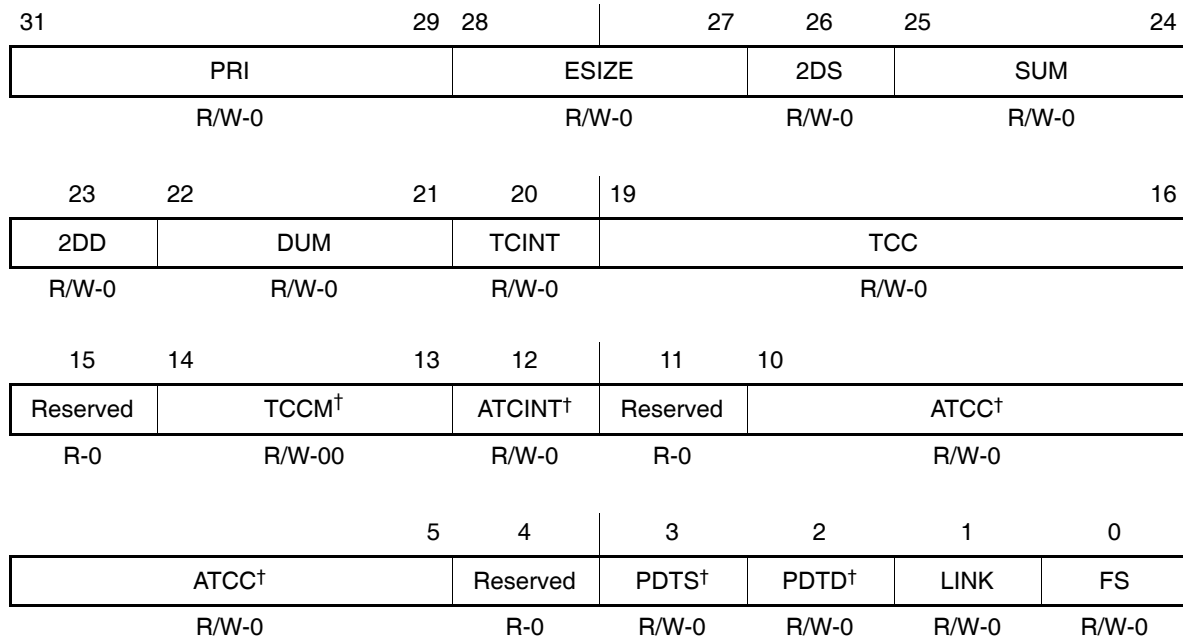 31 29 28 27 26 25 24
PRI ESIZE 2DS SUM
R/W-0 R/W-0 R/W-0 R/W-0
23 22 21 20 19 16
2DD DUM TCINT TCC
R/W-0 R/W-0 R/W-0 R/W-0
15 14 13 12 11 10
Reserved TCCM† ATCINT† Reserved ATCC†
R-0 R/W-00 R/W-0 R-0 R/W-0
5 4 3 2 1 0
ATCC† Reserved PDTS† PDTD† LINK FS
R/W-0 R-0 R/W-0 R/W-0 R/W-0 R/W-0